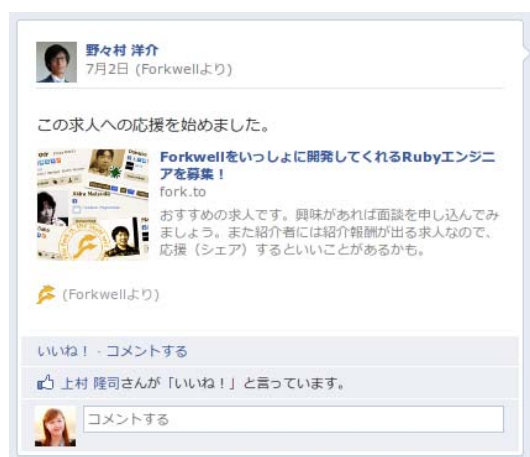 野々村 洋介
7月2日 (Forkwellより)
この求人への応援を始めました。
Forkwellをいっしょに開発してくれるRubyエンジニ
アを募集！
fork.to
おすすめの求人です。興味があれば面談を申し込んでみ
ましょう。また紹介者には紹介報酬が出る求人なので、
応援（シェア）するといいことがあるかも。
(Forkwellより)
いいね！ · コメントする
上村 隆司さんが「いいね！」と言っています。
コメントする